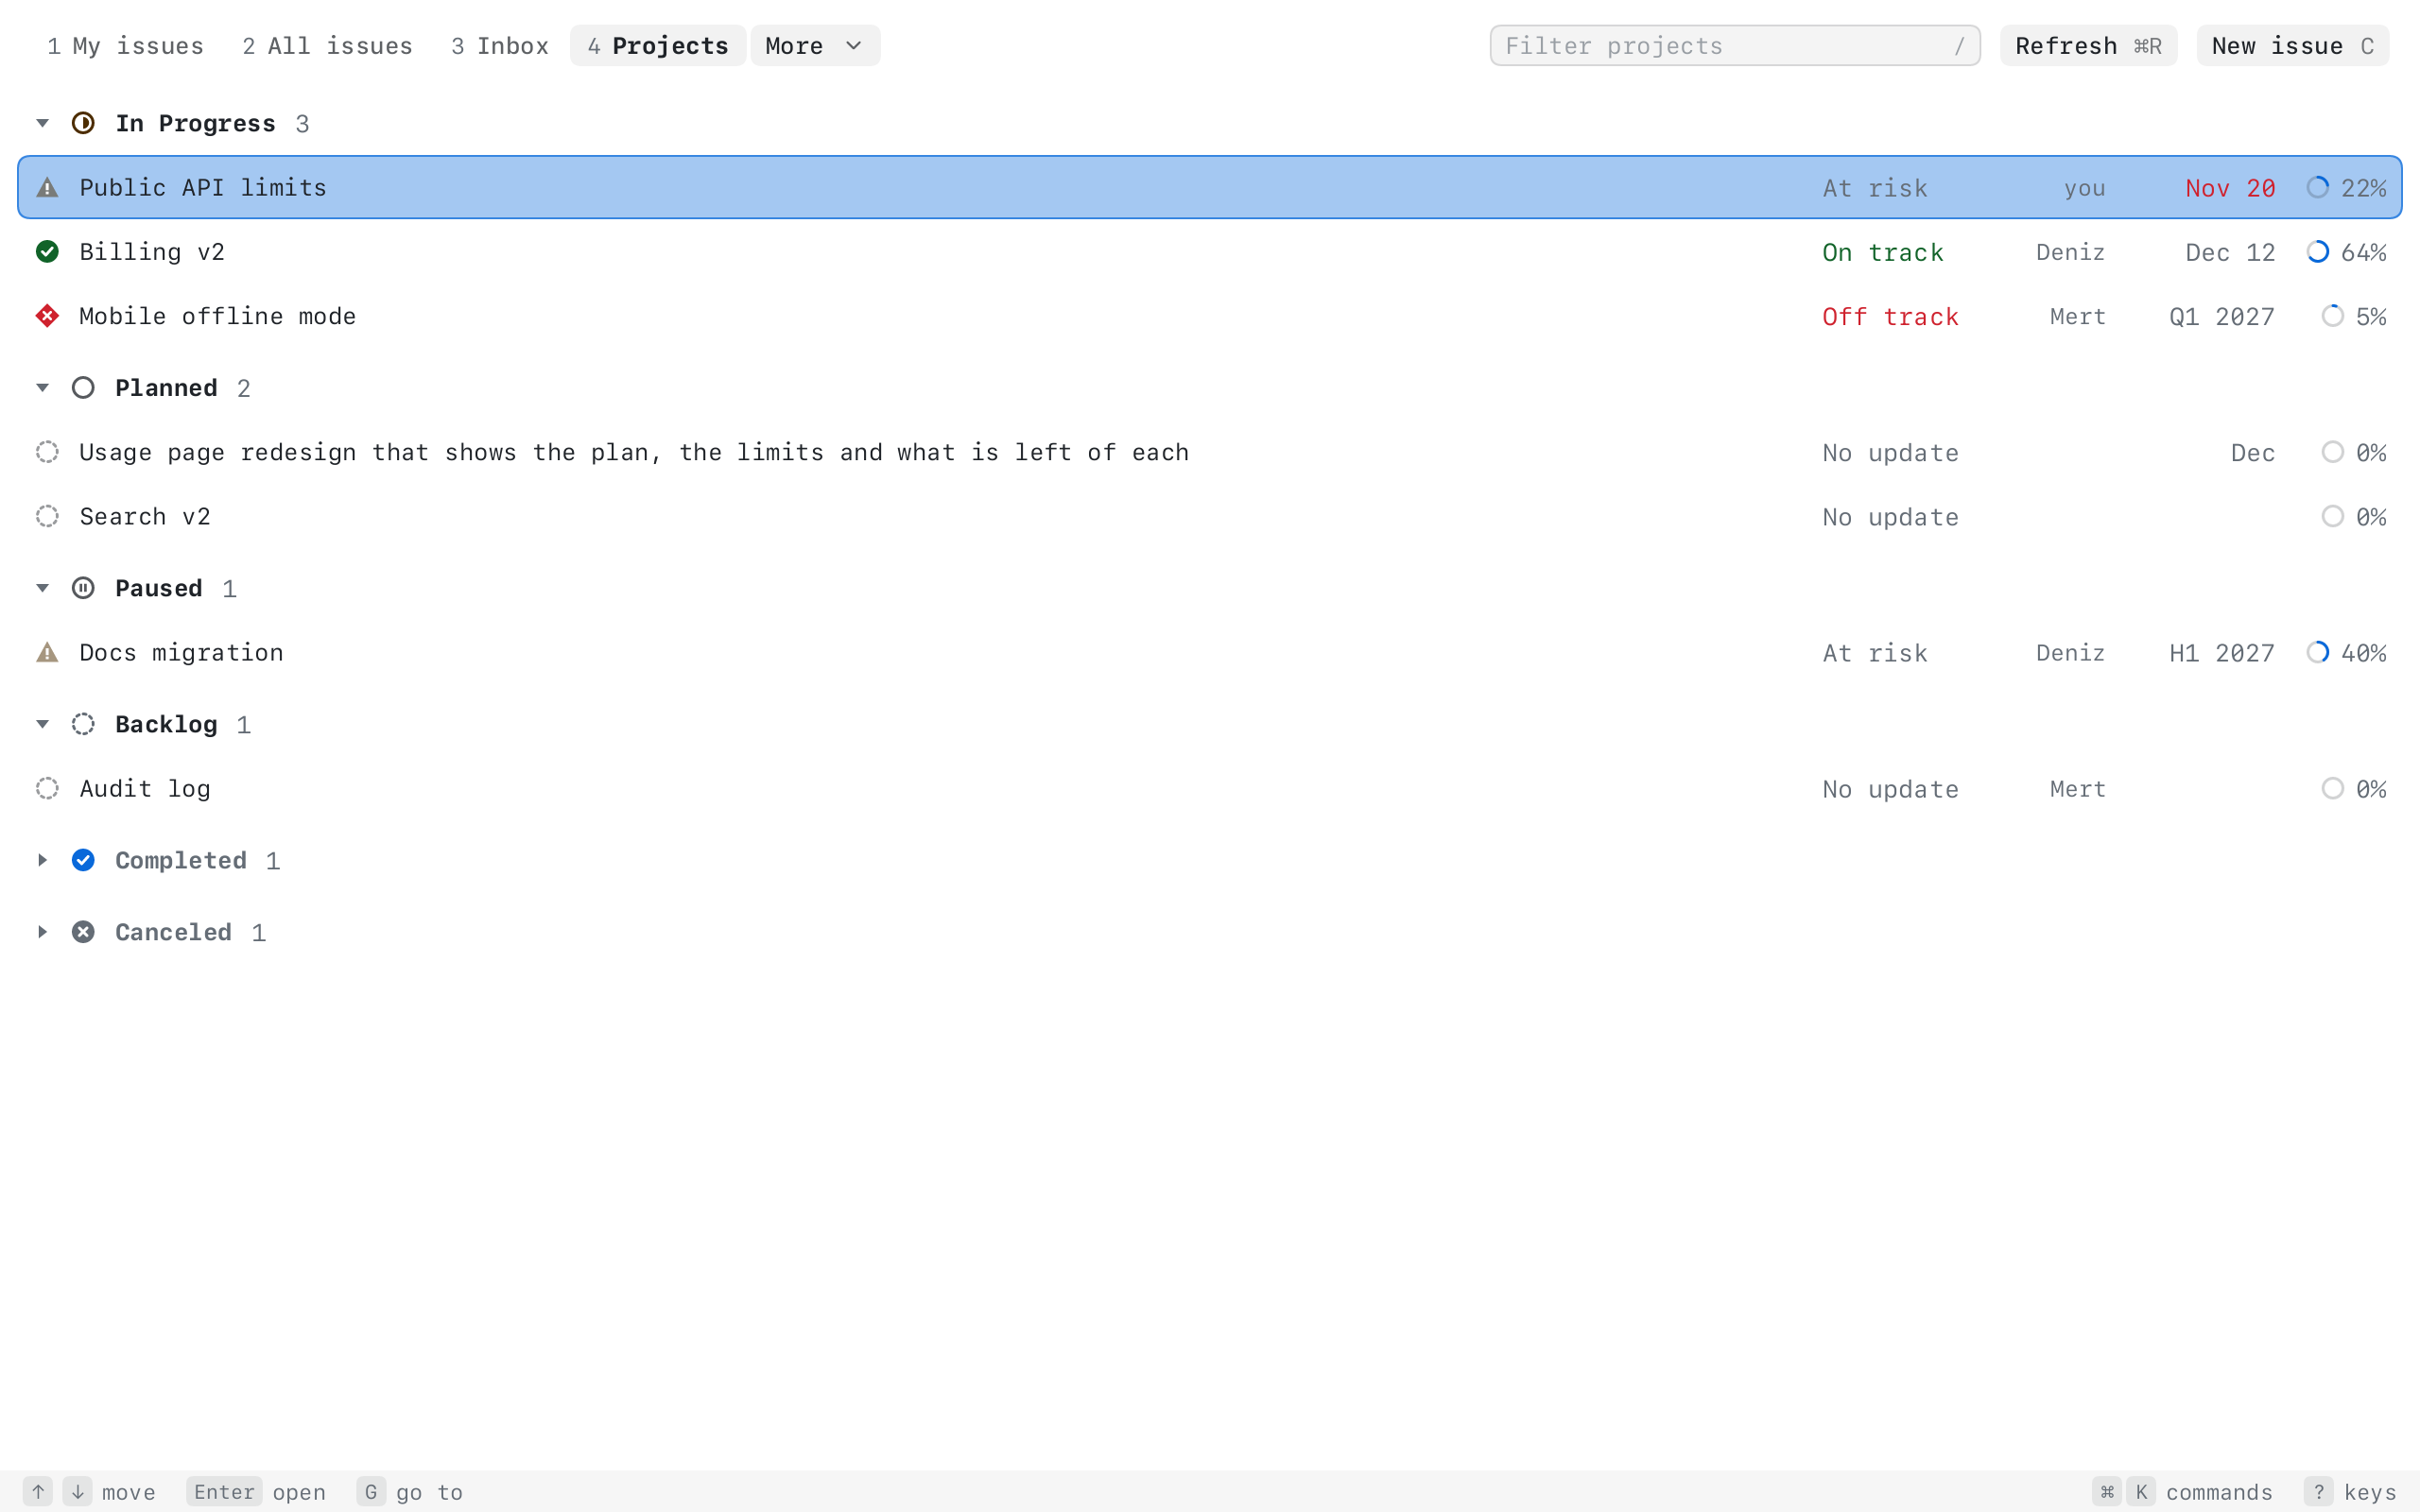 1 My issues 2 All issues 3 Inbox 4 Projects More Filter projects / Refresh ⌘R New issue C
In Progress 3
Public API limits At risk you Nov 20 22%
Billing v2 On track Deniz Dec 12 64%
Mobile offline mode Off track Mert Q1 2027 5%
Planned 2
Usage page redesign that shows the plan, the limits and what is left of each No update Dec 0%
Search v2 No update 0%
Paused 1
Docs migration At risk Deniz H1 2027 40%
Backlog 1
Audit log No update Mert 0%
Completed 1
Canceled 1
↑ ↓ move Enter open G go to ⌘ K commands ? keys